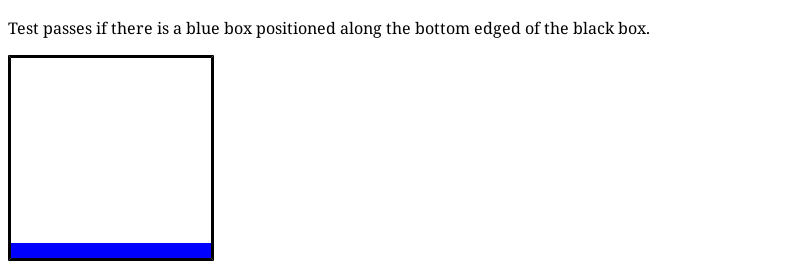 Test passes if there is a blue box positioned along the bottom edged of the black box.